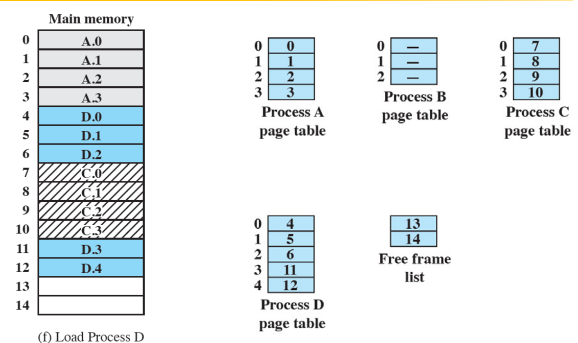 Main memory
0 A.0
1 A.1
2 A.2
3 A.3
4 D.0
5 D.1
6 D.2
7 C.0
8 C.1
9 C.2
10 C.3
11 D.3
12 D.4
13
14
(f) Load Process D
0 0
1 1
2 2
3 3
Process A
page table
0 —
1 —
2 —
Process B
page table
0 7
1 8
2 9
3 10
Process C
page table
0 4
1 5
2 6
3 11
4 12
Process D
page table
13
14
Free frame
list